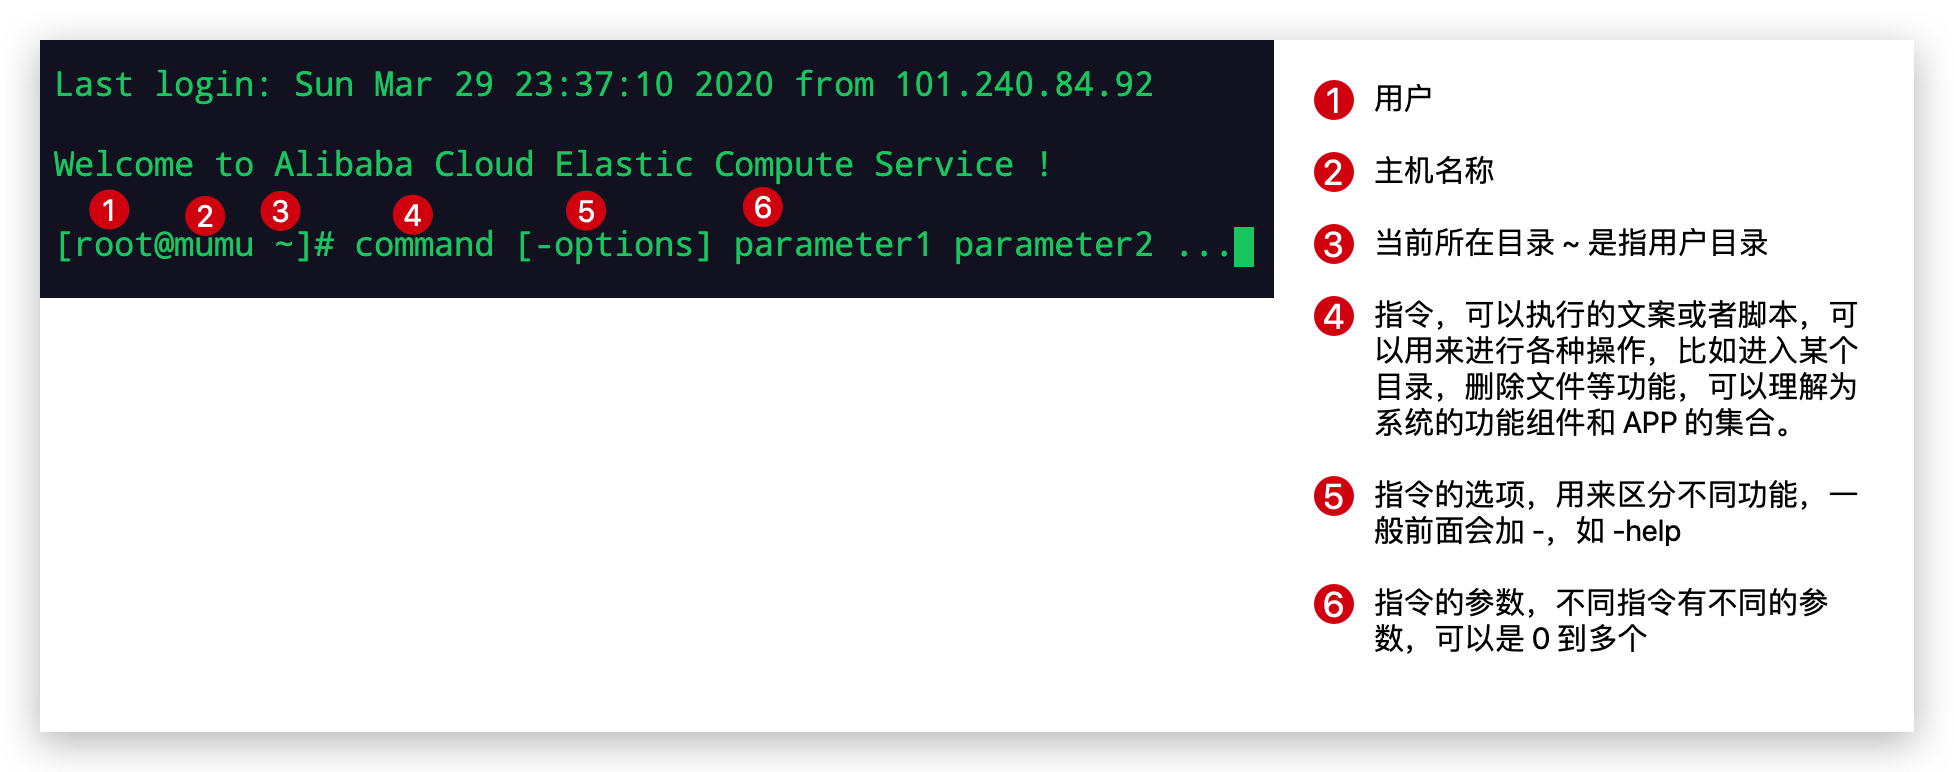 Last login: Sun Mar 29 23:37:10 2020 from 101.240.84.92
Welcome to Alibaba Cloud Elastic Compute Service !
1 2 3 4 5 6
[root@mumu ~]# command [-options] parameter1 parameter2 ...
1 用户
2 主机名称
3 当前所在目录 ~ 是指用户目录
4 指令，可以执行的文案或者脚本，可
以用来进行各种操作，比如进入某个
目录，删除文件等功能，可以理解为
系统的功能组件和 APP 的集合。
5 指令的选项，用来区分不同功能，一
般前面会加 -，如 -help
6 指令的参数，不同指令有不同的参
数，可以是 0 到多个